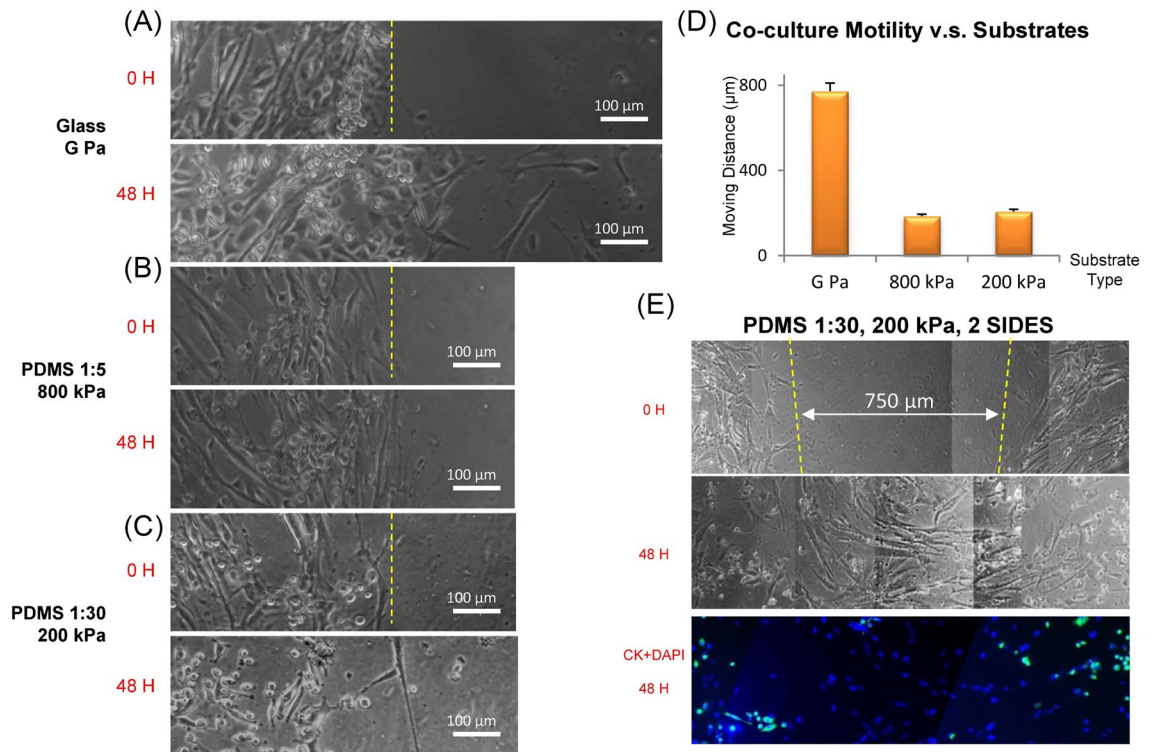 (A)
0 H
100 µm
Glass
G Pa
48 H
100 µm
(B)
0 H
100 µm
PDMS 1:5
800 kPa
48 H
100 µm
(C)
0 H
100 µm
PDMS 1:30
200 kPa
48 H
100 µm
(D)
Co-culture Motility v.s. Substrates
Moving Distance (µm)
800
400
0
G Pa
800 kPa
200 kPa
Substrate
Type
(E)
PDMS 1:30, 200 kPa, 2 SIDES
0 H
750 µm
48 H
CK+DAPI
48 H